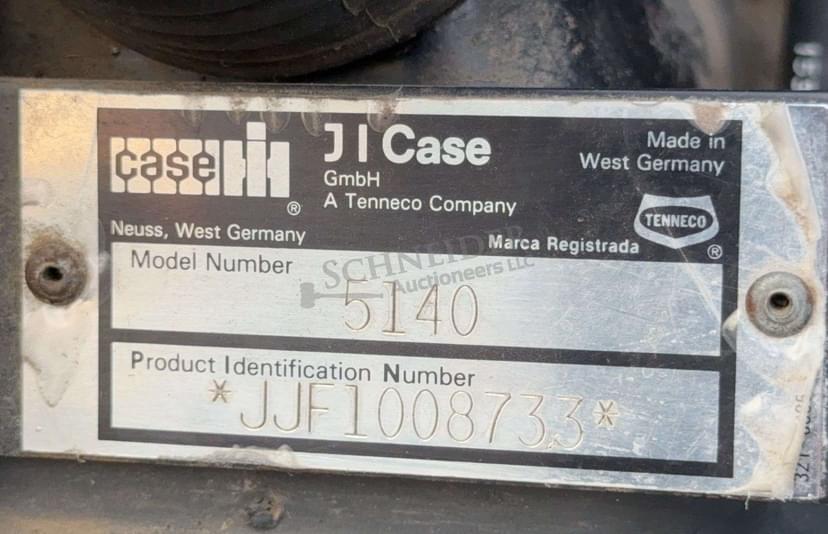 case IH ®
J I Case
GmbH
A Tenneco Company
Made in
West Germany
TENNECO
®
Neuss, West Germany
Marca Registrada
SCHNEIDER
Auctioneers LLC
Model Number
5140
Product Identification Number
*JJF1008733*
321